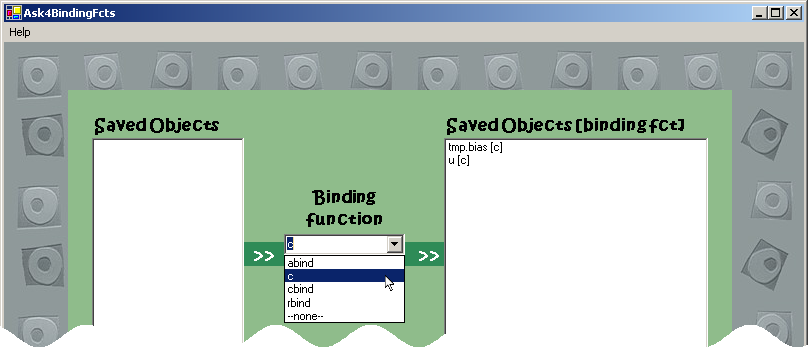 Ask4BindingFcts
Help
Saved Objects
Saved Objects [binding fct]
tmp.bias [c]
u [c]
Binding
function
c
>>
>>
abind
c
cbind
rbind
--none--